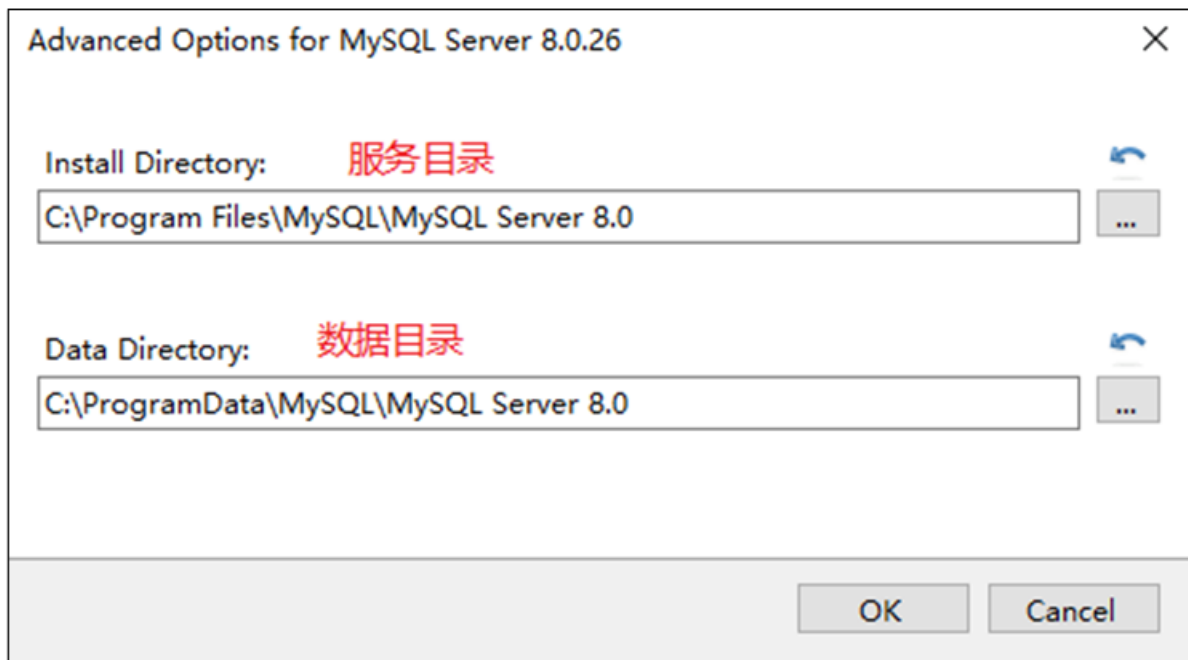 Advanced Options for MySQL Server 8.0.26
Install Directory: 服务目录
C:\Program Files\MySQL\MySQL Server 8.0
...
Data Directory: 数据目录
C:\ProgramData\MySQL\MySQL Server 8.0
...
OK Cancel